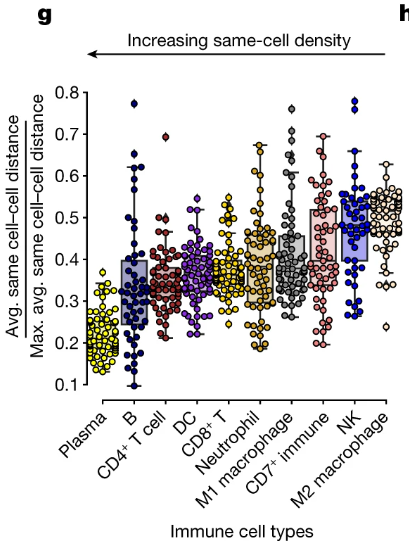 g
h
Increasing same-cell density
Avg. same cell–cell distance
Max. avg. same cell–cell distance
0.8
0.7
0.6
0.5
0.4
0.3
0.2
0.1
Plasma
B
CD4⁺ T cell
DC
CD8⁺ T
Neutrophil
M1 macrophage
CD7⁺ immune
NK
M2 macrophage
Immune cell types